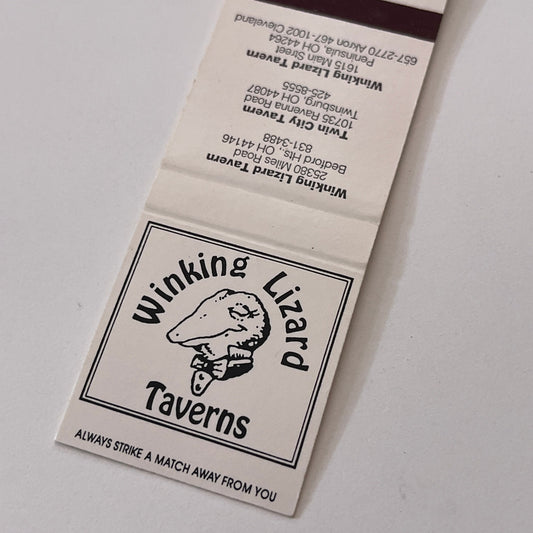 Winking Lizard
Taverns
ALWAYS STRIKE A MATCH AWAY FROM YOU
Winking Lizard Tavern
25380 Miles Road
Bedford Hts., OH 44146
831-3488
Twin City Tavern
10735 Ravenna Road
Twinsburg, OH 44087
425-8555
Winking Lizard Tavern
1615 Main Street
Peninsula, OH 44264
657-2770 Akron 467-1002 Cleveland